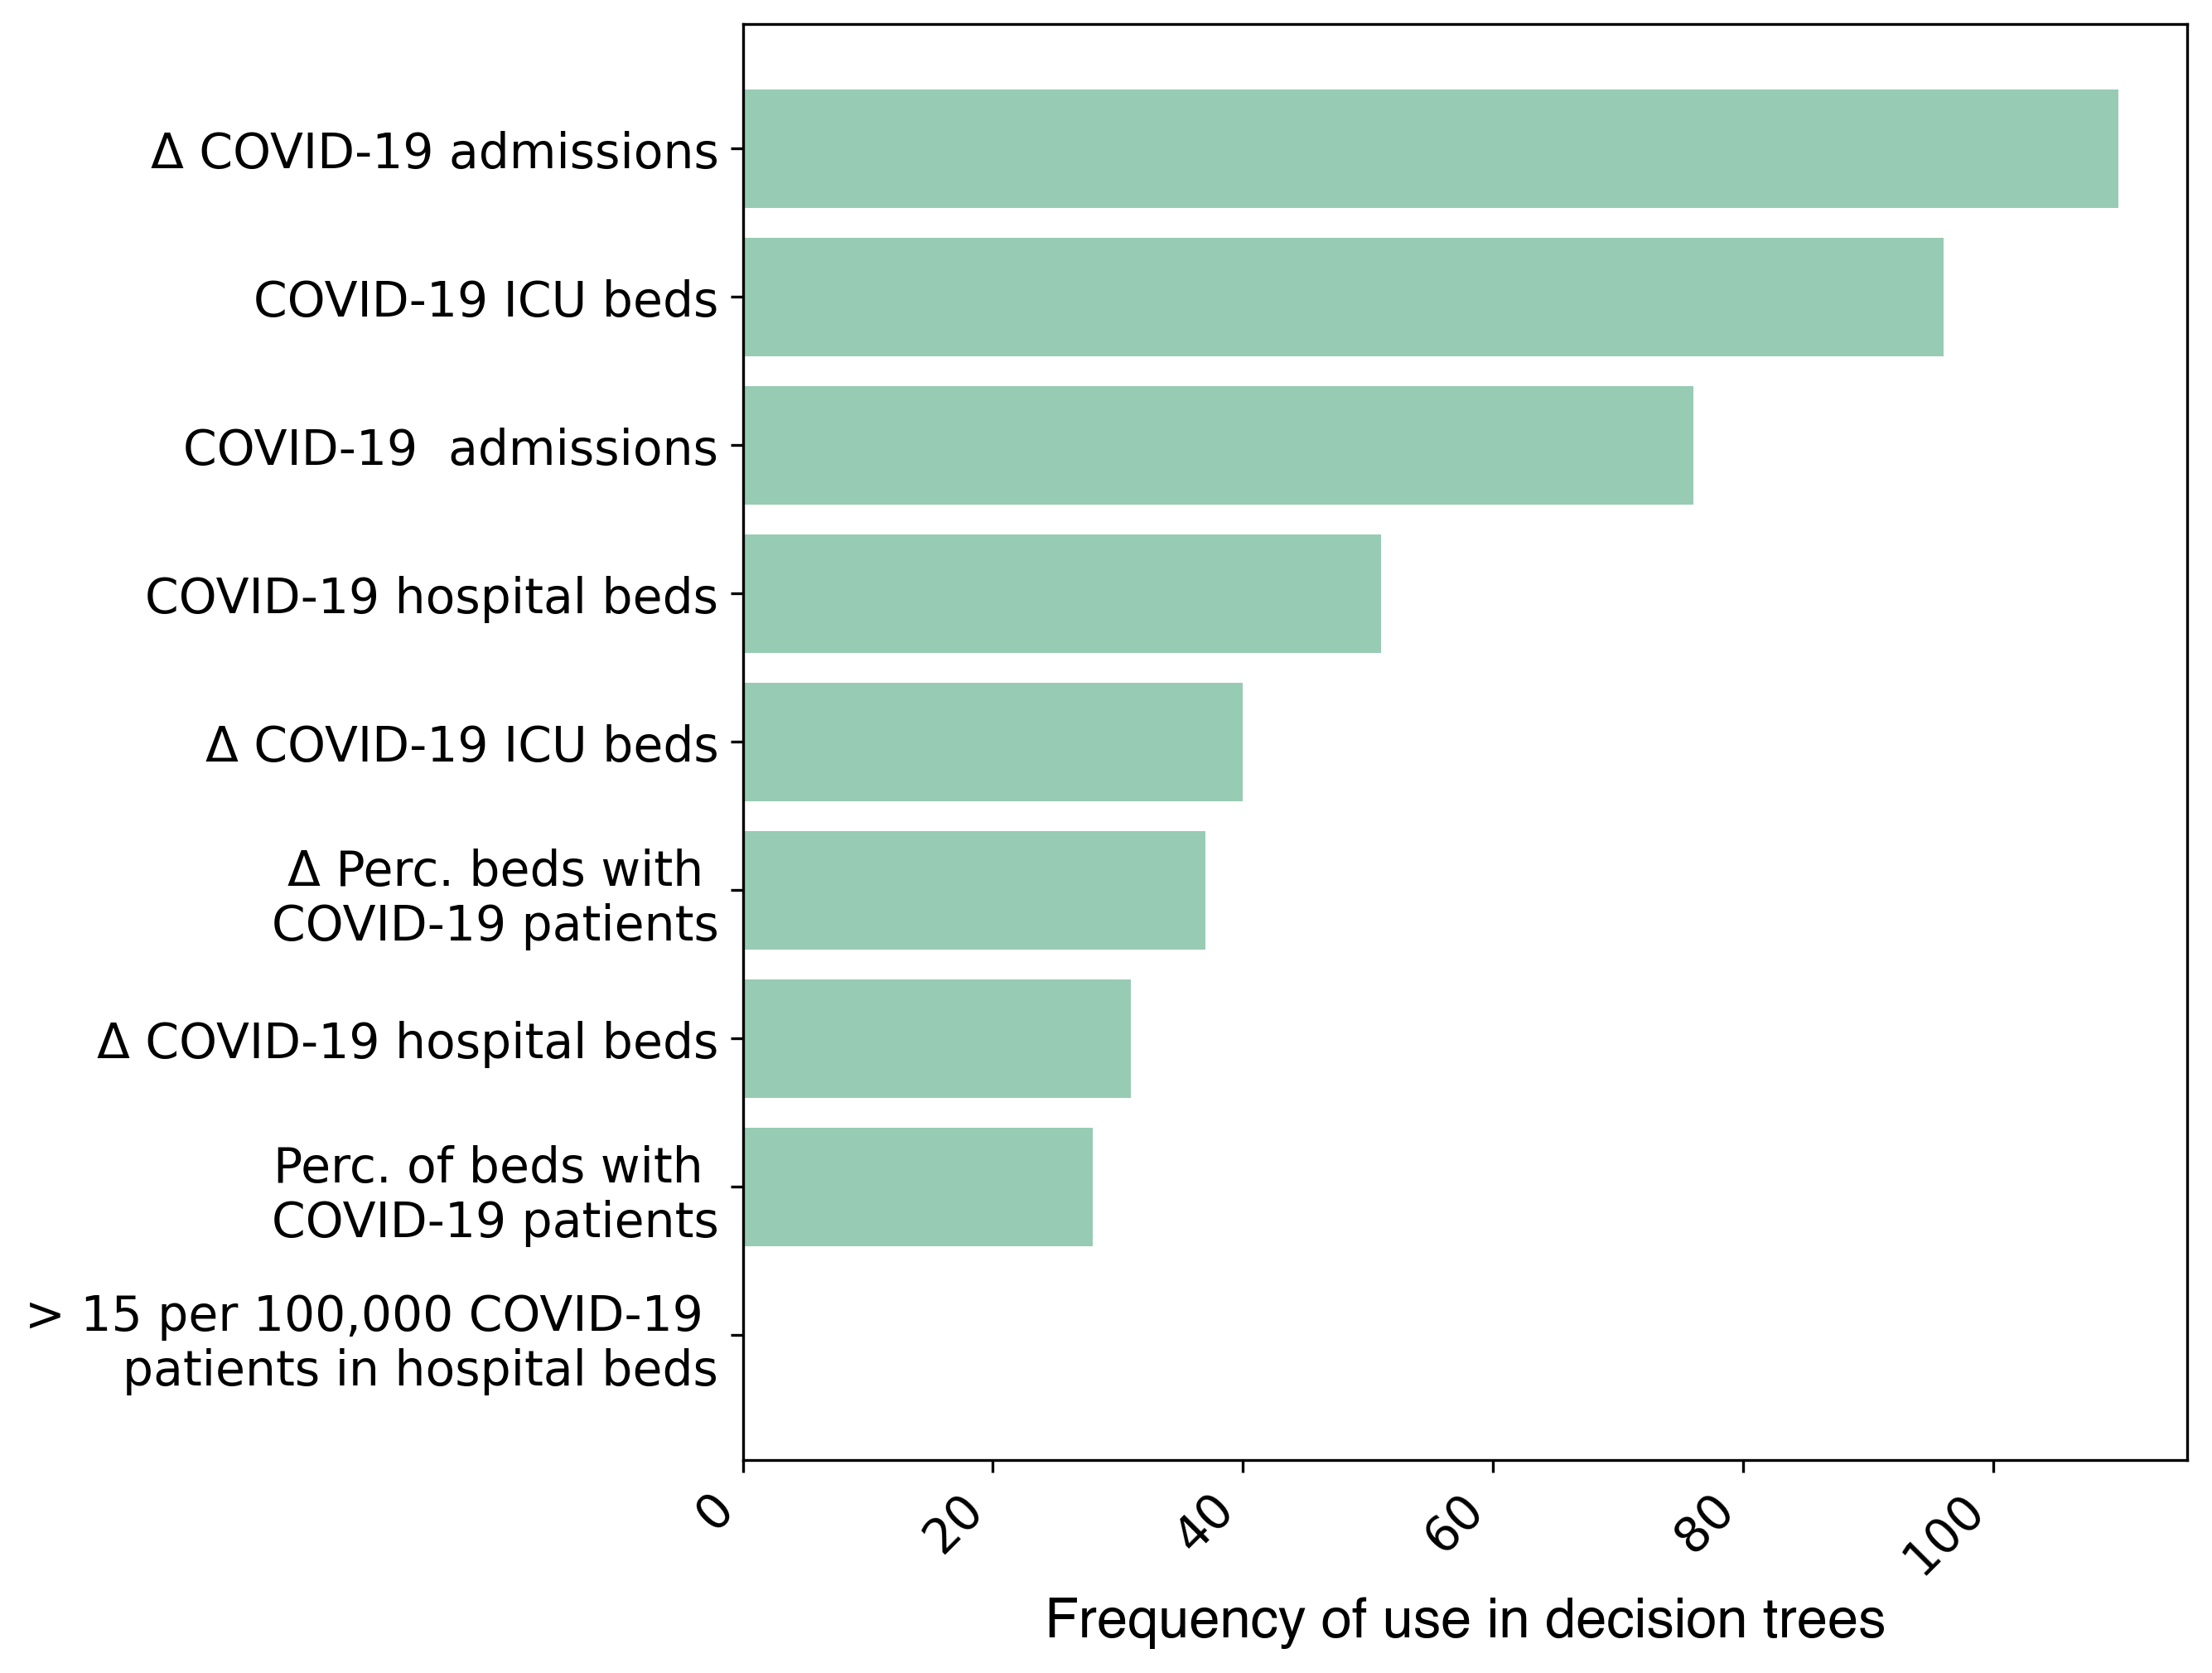 Δ COVID-19 admissions
COVID-19 ICU beds
COVID-19  admissions
COVID-19 hospital beds
Δ COVID-19 ICU beds
Δ Perc. beds with
COVID-19 patients
Δ COVID-19 hospital beds
Perc. of beds with
COVID-19 patients
> 15 per 100,000 COVID-19
patients in hospital beds
0
20
40
60
80
100
Frequency of use in decision trees